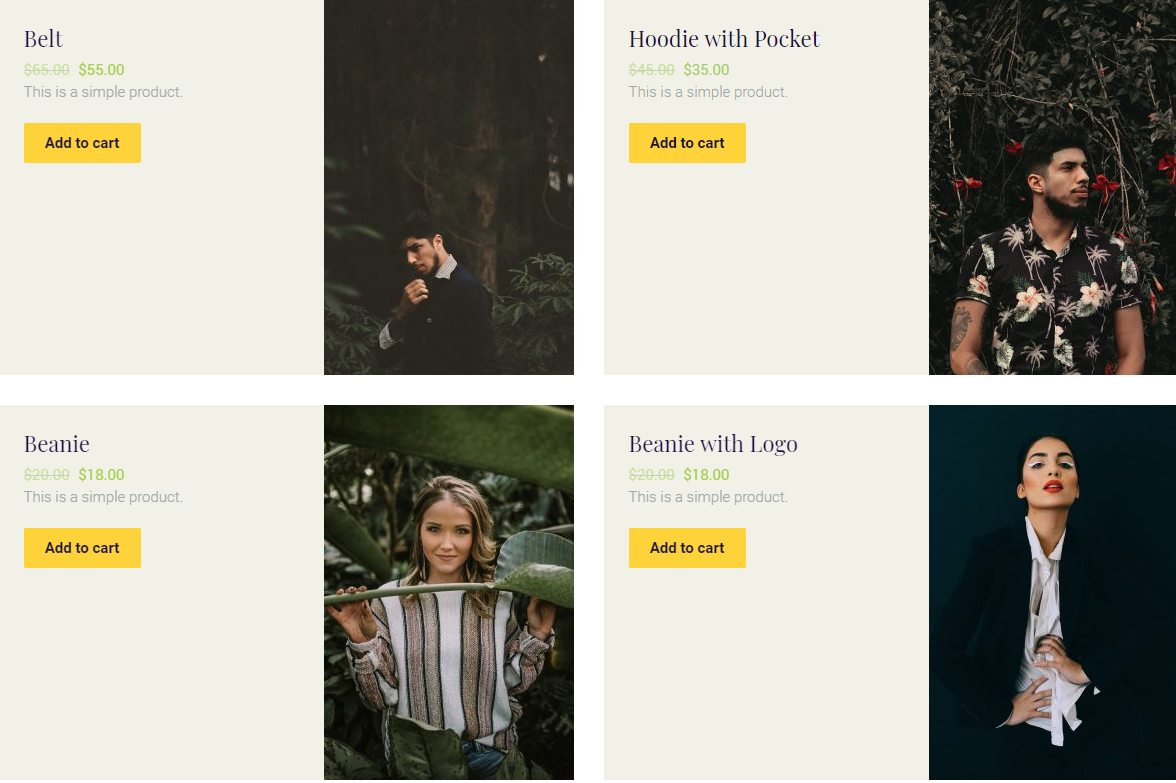 Belt
$65.00 $55.00
This is a simple product.
Add to cart
Hoodie with Pocket
$45.00 $35.00
This is a simple product.
Add to cart
Beanie
$20.00 $18.00
This is a simple product.
Add to cart
Beanie with Logo
$20.00 $18.00
This is a simple product.
Add to cart